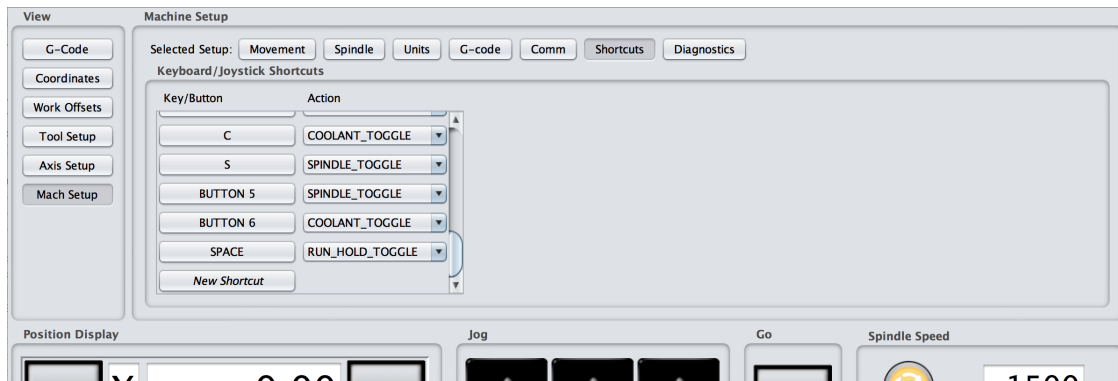 View
Machine Setup
G-Code
Coordinates
Work Offsets
Tool Setup
Axis Setup
Mach Setup
Selected Setup: Movement Spindle Units G-code Comm Shortcuts Diagnostics
Keyboard/Joystick Shortcuts
Key/Button Action
C COOLANT_TOGGLE
S SPINDLE_TOGGLE
BUTTON 5 SPINDLE_TOGGLE
BUTTON 6 COOLANT_TOGGLE
SPACE RUN_HOLD_TOGGLE
New Shortcut
Position Display
Jog
Go
Spindle Speed
1500